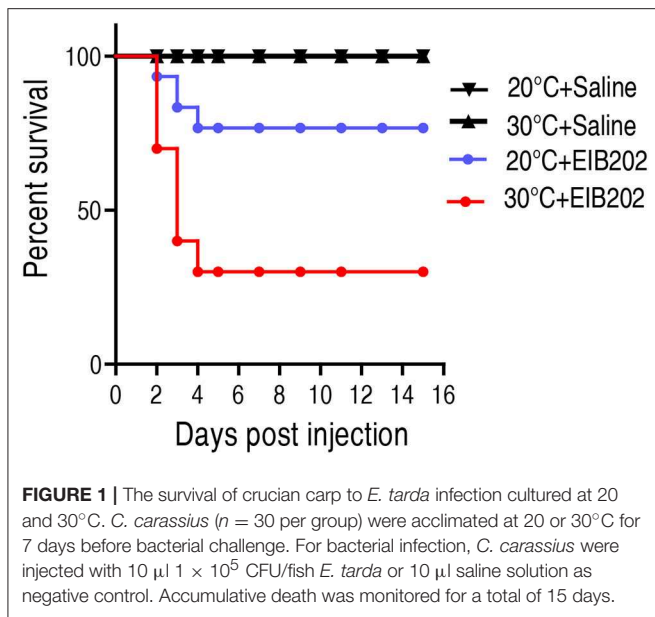 100
50
0
Percent survival
0 2 4 6 8 10 12 14 16
Days post injection
20°C+Saline
30°C+Saline
20°C+EIB202
30°C+EIB202
FIGURE 1 | The survival of crucian carp to E. tarda infection cultured at 20
and 30°C. C. carassius (n = 30 per group) were acclimated at 20 or 30°C for
7 days before bacterial challenge. For bacterial infection, C. carassius were
injected with 10 μl 1 × 10⁵ CFU/fish E. tarda or 10 μl saline solution as
negative control. Accumulative death was monitored for a total of 15 days.